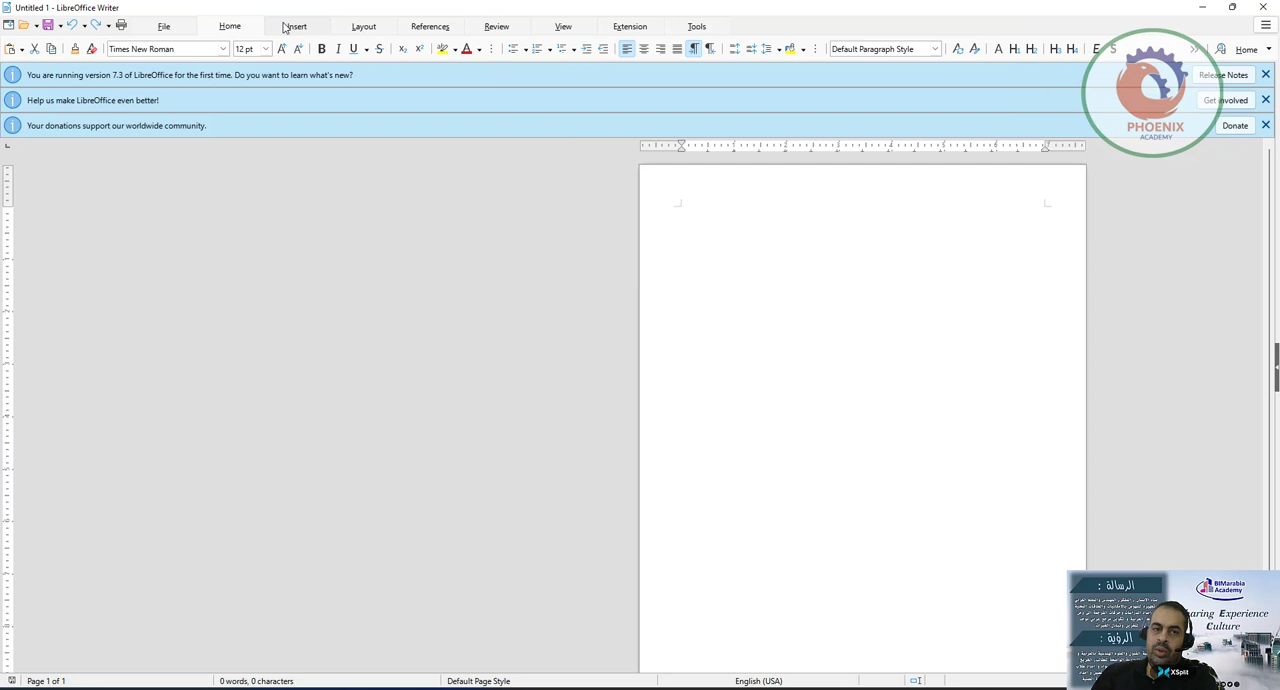 Untitled 1 - LibreOffice Writer
File Home Insert Layout References Review View Extension Tools
Times New Roman 12 pt Default Paragraph Style Home
You are running version 7.3 of LibreOffice for the first time. Do you want to learn what's new? Release Notes
Help us make LibreOffice even better! Get involved
Your donations support our worldwide community. Donate
PHOENIX
ACADEMY
الرسالة :
BIMarabia
Academy
haring Experience
Culture
الرؤية :
XSplit
Page 1 of 1 0 words, 0 characters Default Page Style English (USA)